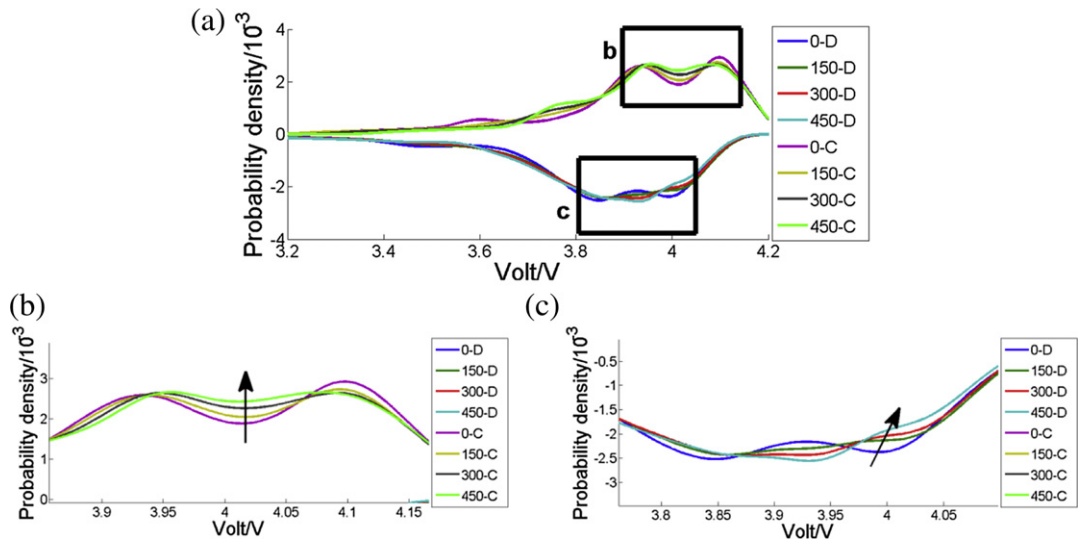 (a)
Probability density/10-3
4
2
0
-2
-4
3.2 3.4 3.6 3.8 4 4.2
Volt/V
b
c
0-D
150-D
300-D
450-D
0-C
150-C
300-C
450-C
(b)
Probability density/10-3
3
2
1
0
3.9 3.95 4 4.05 4.1 4.15
Volt/V
0-D
150-D
300-D
450-D
0-C
150-C
300-C
450-C
(c)
Probability density/10-3
-0.5
-1
-1.5
-2
-2.5
-3
3.8 3.85 3.9 3.95 4 4.05
Volt/V
0-D
150-D
300-D
450-D
0-C
150-C
300-C
450-C